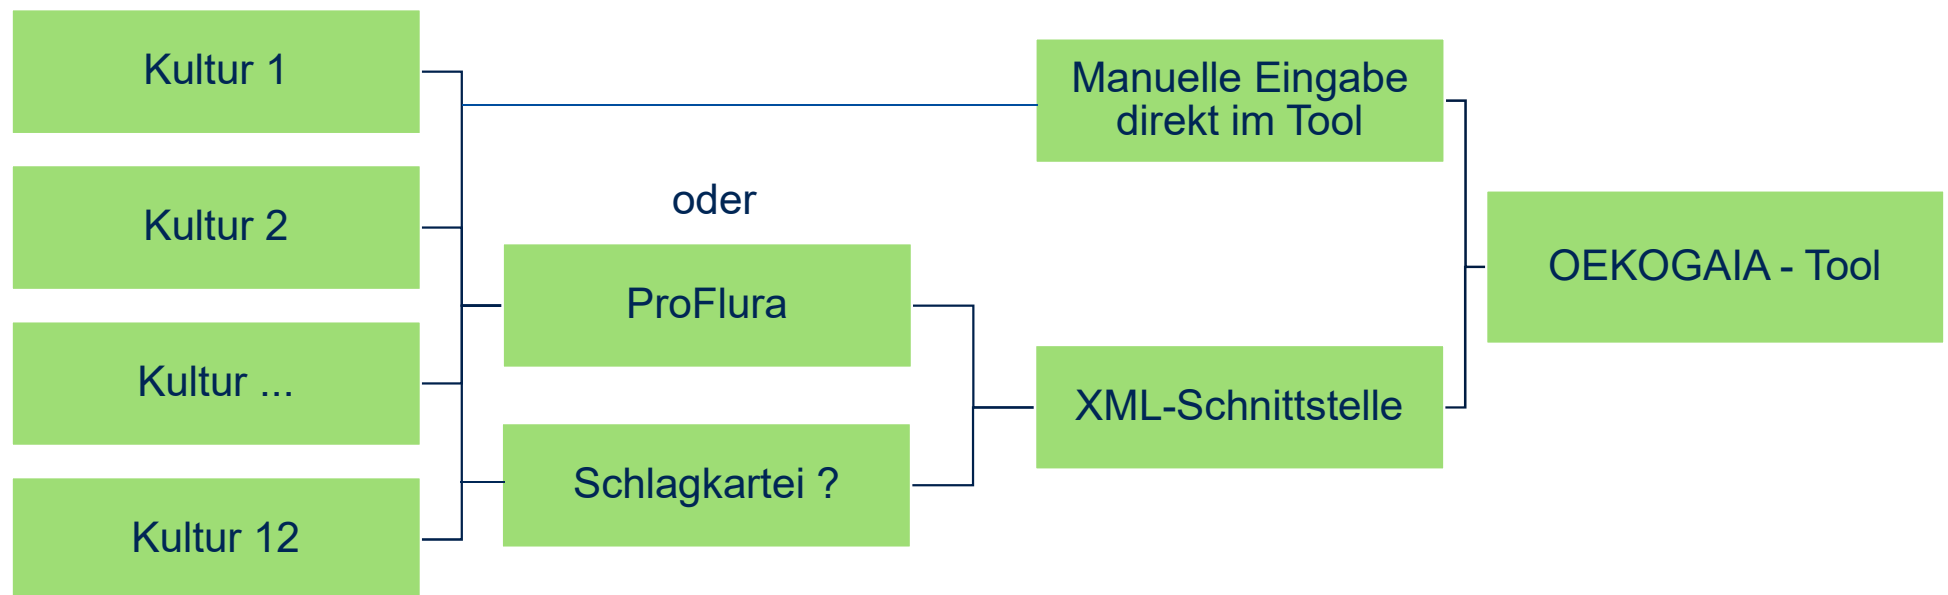 Kultur 1
Kultur 2
Kultur ...
Kultur 12
oder
ProFlura
Schlagkartei ?
Manuelle Eingabe
direkt im Tool
XML-Schnittstelle
OEKOGAIA - Tool